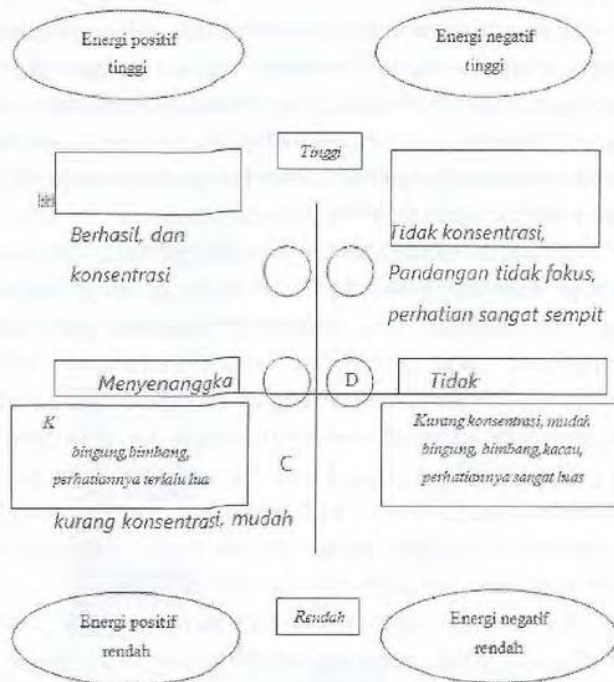 Energi positif
tinggi
Energi negatif
tinggi
Tinggi
Berhasil, dan
konsentrasi
Tidak konsentrasi,
Pandangan tidak fokus,
perhatian sangat sempit
Menyenanggka
D
Tidak
K
bingung,bimbang,
perhatiannya terlalu lua
C
kurang konsentrasi, mudah
Kurang konsentrasi, mudah
bingung, bimbang,kacau,
perhatiannya sangat luas
Energi positif
rendah
Rendah
Energi negatif
rendah